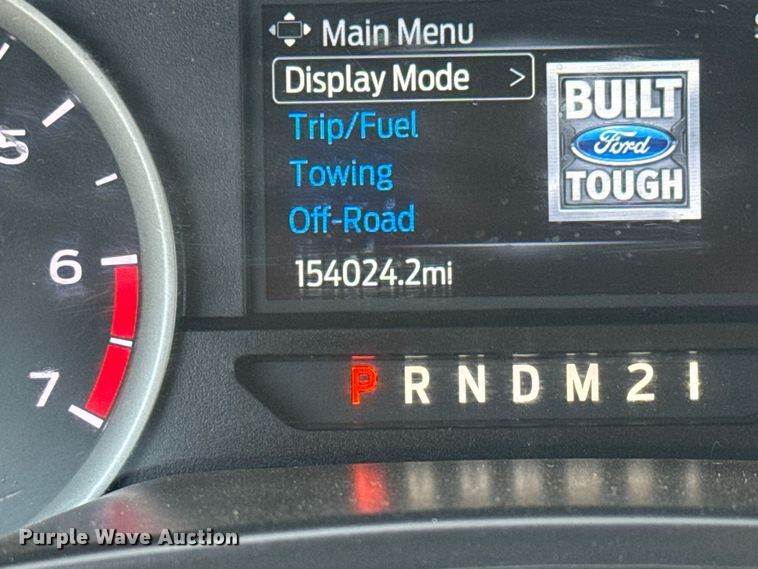 Main Menu
Display Mode >
Trip/Fuel
Towing
Off-Road
154024.2mi
BUILT
Ford
TOUGH
5
6
7
P R N D M 2 1
Purple Wave Auction